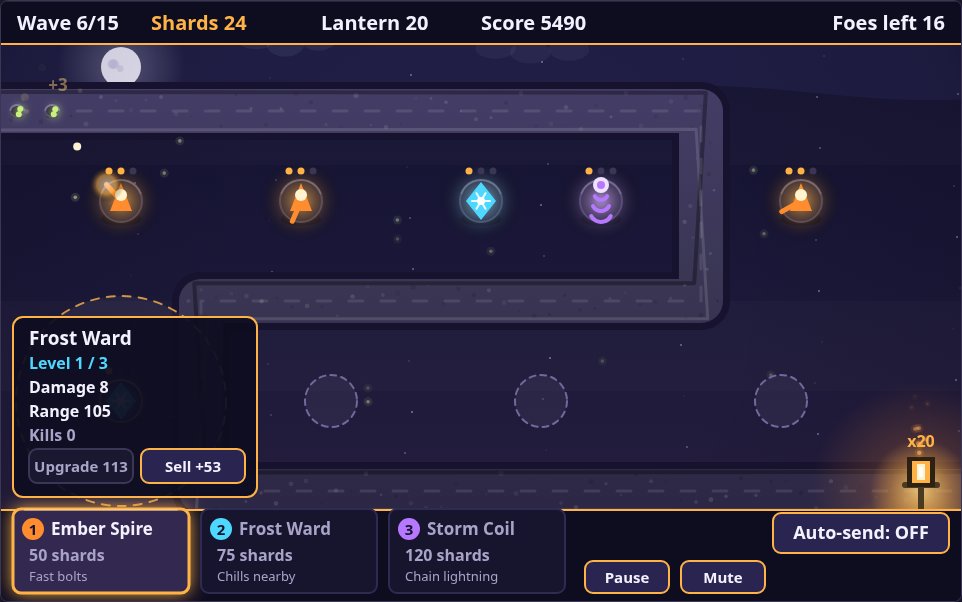 Wave 6/15 Shards 24 Lantern 20 Score 5490 Foes left 16
+3
Frost Ward
Level 1 / 3
Damage 8
Range 105
Kills 0
Upgrade 113 Sell +53
x20
1 Ember Spire
50 shards
Fast bolts
2 Frost Ward
75 shards
Chills nearby
3 Storm Coil
120 shards
Chain lightning
Pause Mute
Auto-send: OFF